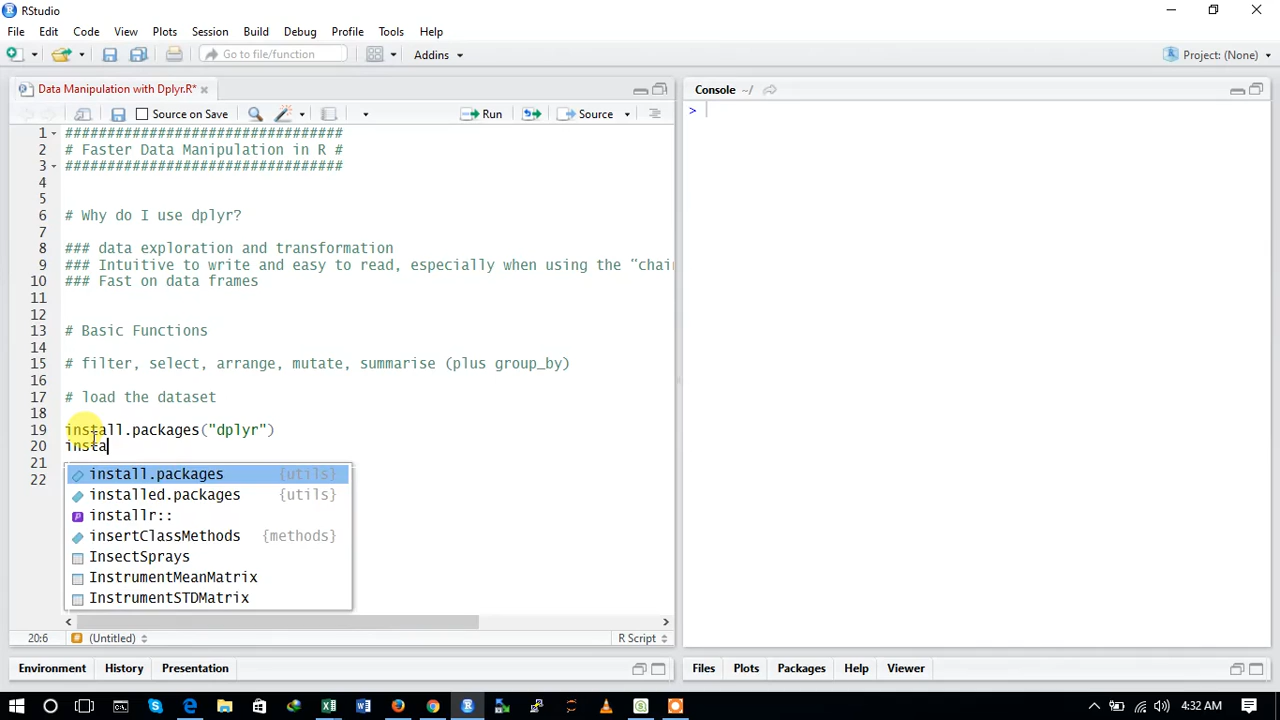 RStudio
File Edit Code View Plots Session Build Debug Profile Tools Help
Go to file/function Addins Project: (None)
Data Manipulation with Dplyr.R*
Source on Save Run Source
1 ###############################
2 # Faster Data Manipulation in R #
3 ###############################
4
5
6 # Why do I use dplyr?
7
8 ### data exploration and transformation
9 ### Intuitive to write and easy to read, especially when using the “chai
10 ### Fast on data frames
11
12
13 # Basic Functions
14
15 # filter, select, arrange, mutate, summarise (plus group_by)
16
17 # load the dataset
18
19 install.packages("dplyr")
20 insta
21
22
install.packages {utils}
installed.packages {utils}
installr::
insertClassMethods {methods}
InsectSprays
InstrumentMeanMatrix
InstrumentSTDMatrix
20:6 (Untitled) R Script
Environment History Presentation
Console ~/
>
Files Plots Packages Help Viewer
4:32 AM